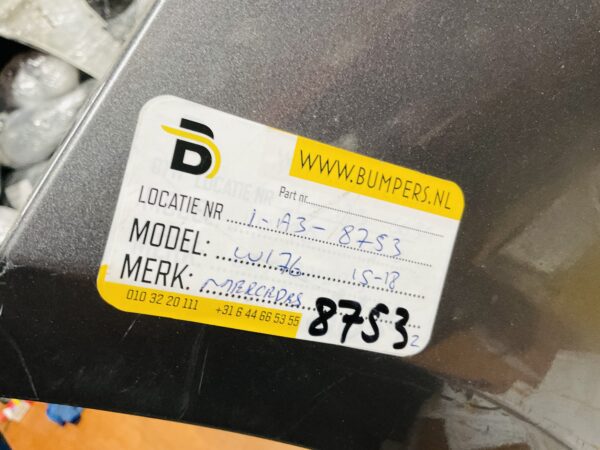 WWW.BUMPERS.NL
Part nr.
LOCATIE NR 1-A3-8753
MODEL: W176 15-18
MERK: MERCEDES
010 32 20 111 +31 6 44 66 53 55
8753 2